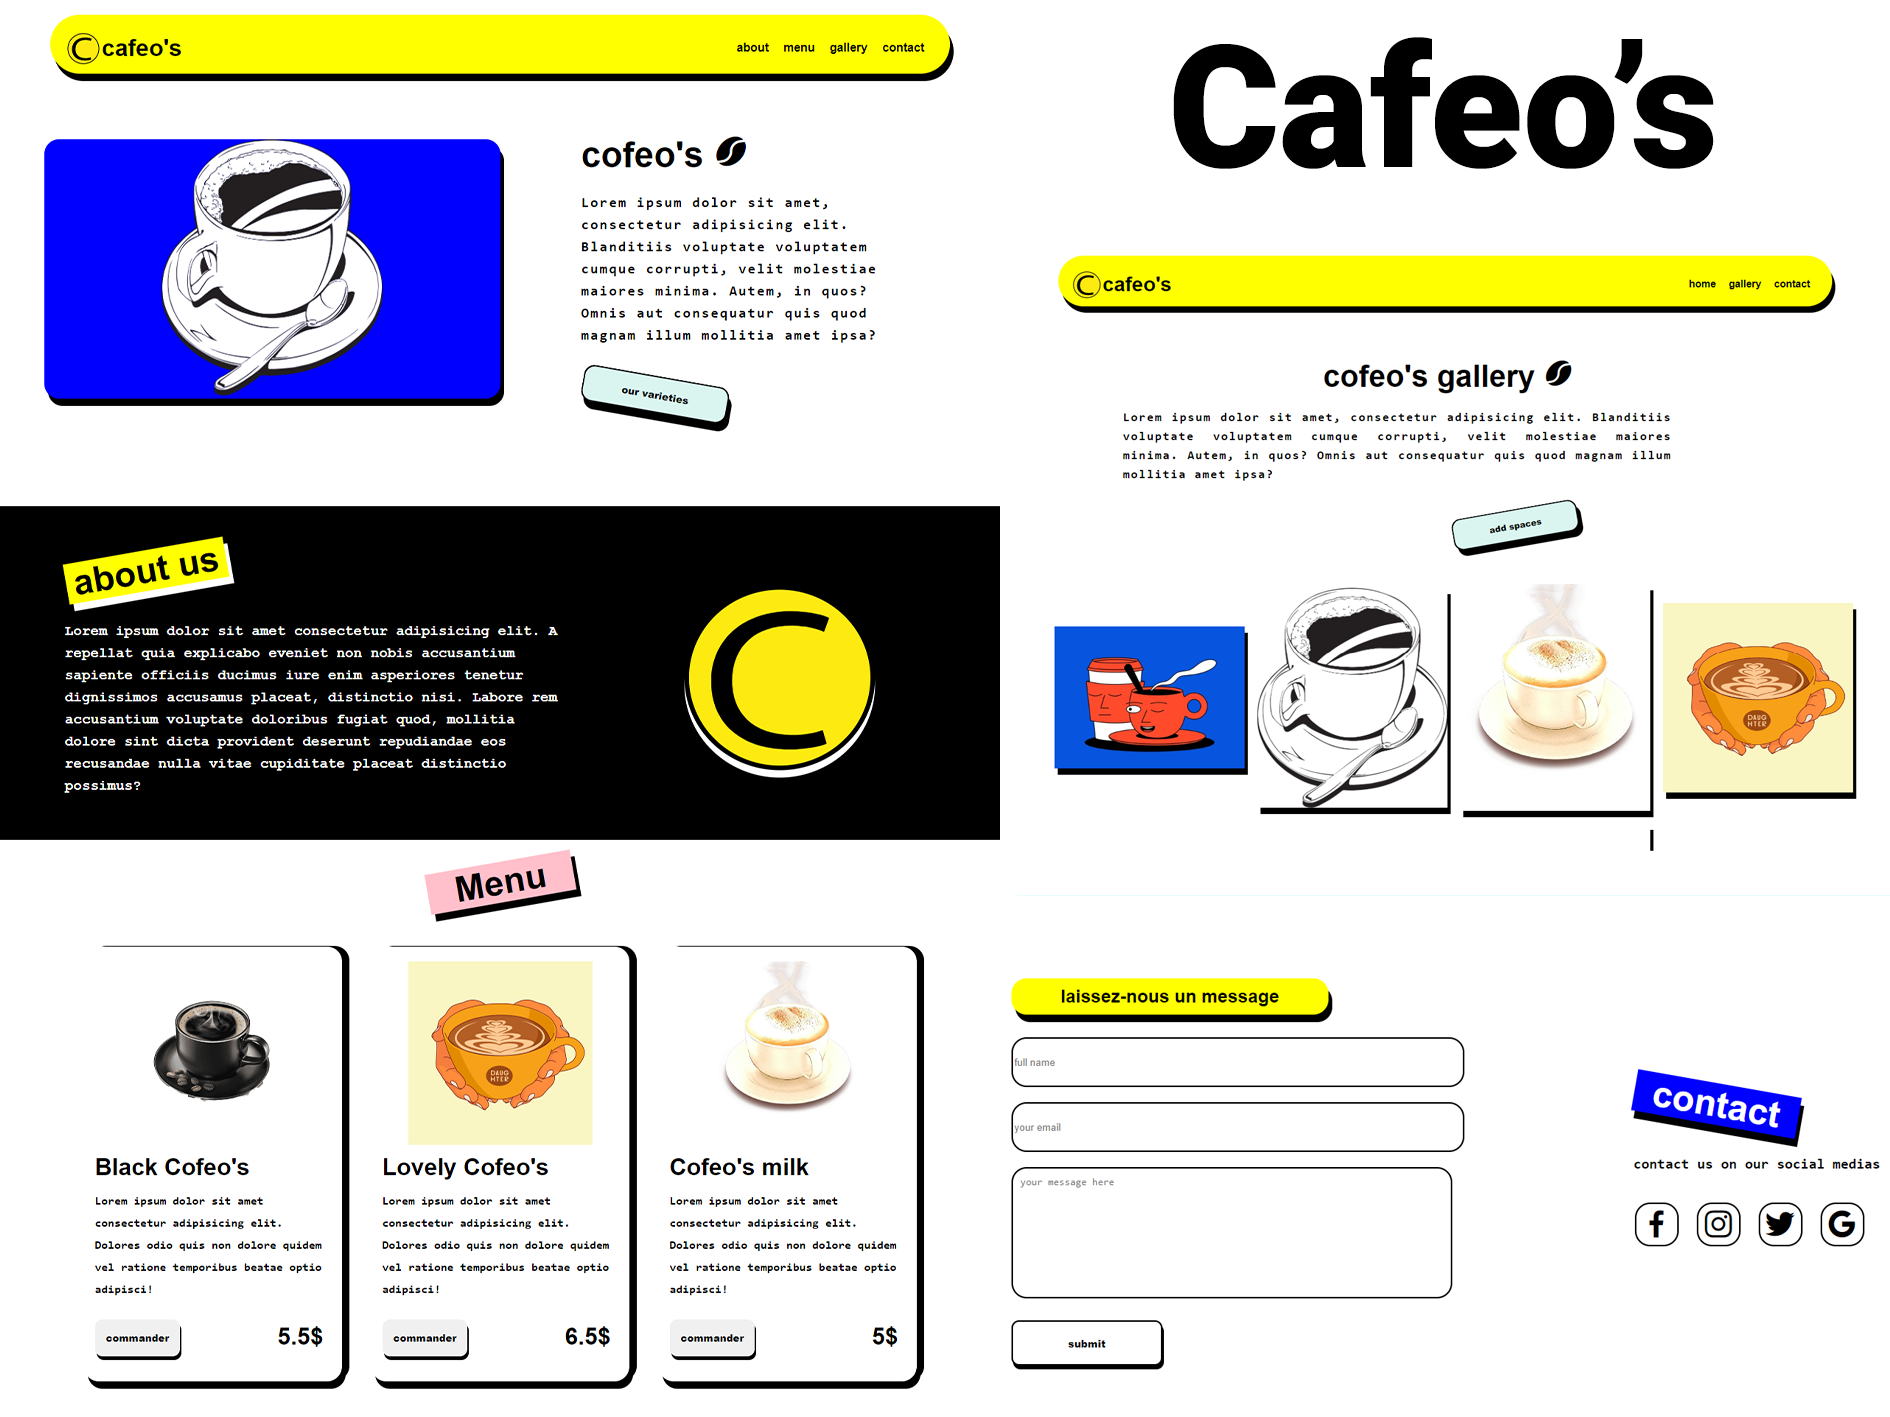 cafeo's
about menu gallery contact
cofeo's
Lorem ipsum dolor sit amet,
consectetur adipisicing elit.
Blanditiis voluptate voluptatem
cumque corrupti, velit molestiae
maiores minima. Autem, in quos?
Omnis aut consequatur quis quod
magnam illum mollitia amet ipsa?
our varieties
about us
Lorem ipsum dolor sit amet consectetur adipisicing elit. A
repellat quia explicabo eveniet non nobis accusantium
sapiente officiis ducimus iure enim asperiores tenetur
dignissimos accusamus placeat, distinctio nisi. Labore rem
accusantium voluptate doloribus fugiat quod, mollitia
dolore sint dicta provident deserunt repudiandae eos
recusandae nulla vitae cupiditate placeat distinctio
possimus?
C
Menu
Black Cofeo's
Lorem ipsum dolor sit amet
consectetur adipisicing elit.
Dolores odio quis non dolore quidem
vel ratione temporibus beatae optio
adipisci!
commander 5.5$
DAUG
HTER
Lovely Cofeo's
Lorem ipsum dolor sit amet
consectetur adipisicing elit.
Dolores odio quis non dolore quidem
vel ratione temporibus beatae optio
adipisci!
commander 6.5$
Cofeo's milk
Lorem ipsum dolor sit amet
consectetur adipisicing elit.
Dolores odio quis non dolore quidem
vel ratione temporibus beatae optio
adipisci!
commander 5$
Cafeo’s
cafeo's
home gallery contact
cofeo's gallery
Lorem ipsum dolor sit amet, consectetur adipisicing elit. Blanditiis
voluptate voluptatem cumque corrupti, velit molestiae maiores
minima. Autem, in quos? Omnis aut consequatur quis quod magnam illum
mollitia amet ipsa?
add spaces
DAUG
HTER
laissez-nous un message
full name
your email
your message here
submit
contact
contact us on our social medias